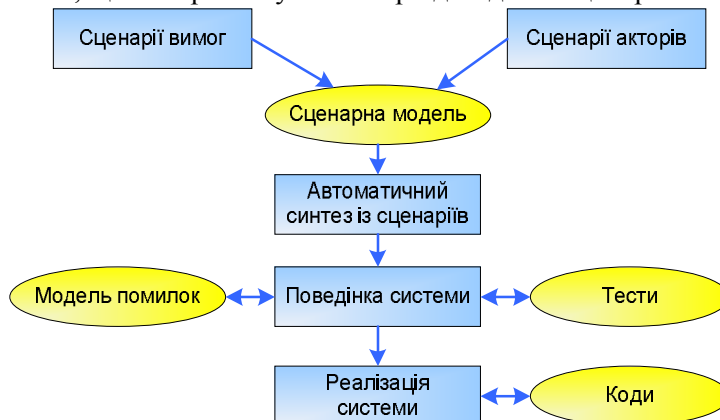 Сценарії вимог
Сценарії акторів
Сценарна модель
Автоматичний
синтез із сценаріїв
Модель помилок
Поведінка системи
Тести
Реалізація
системи
Коди